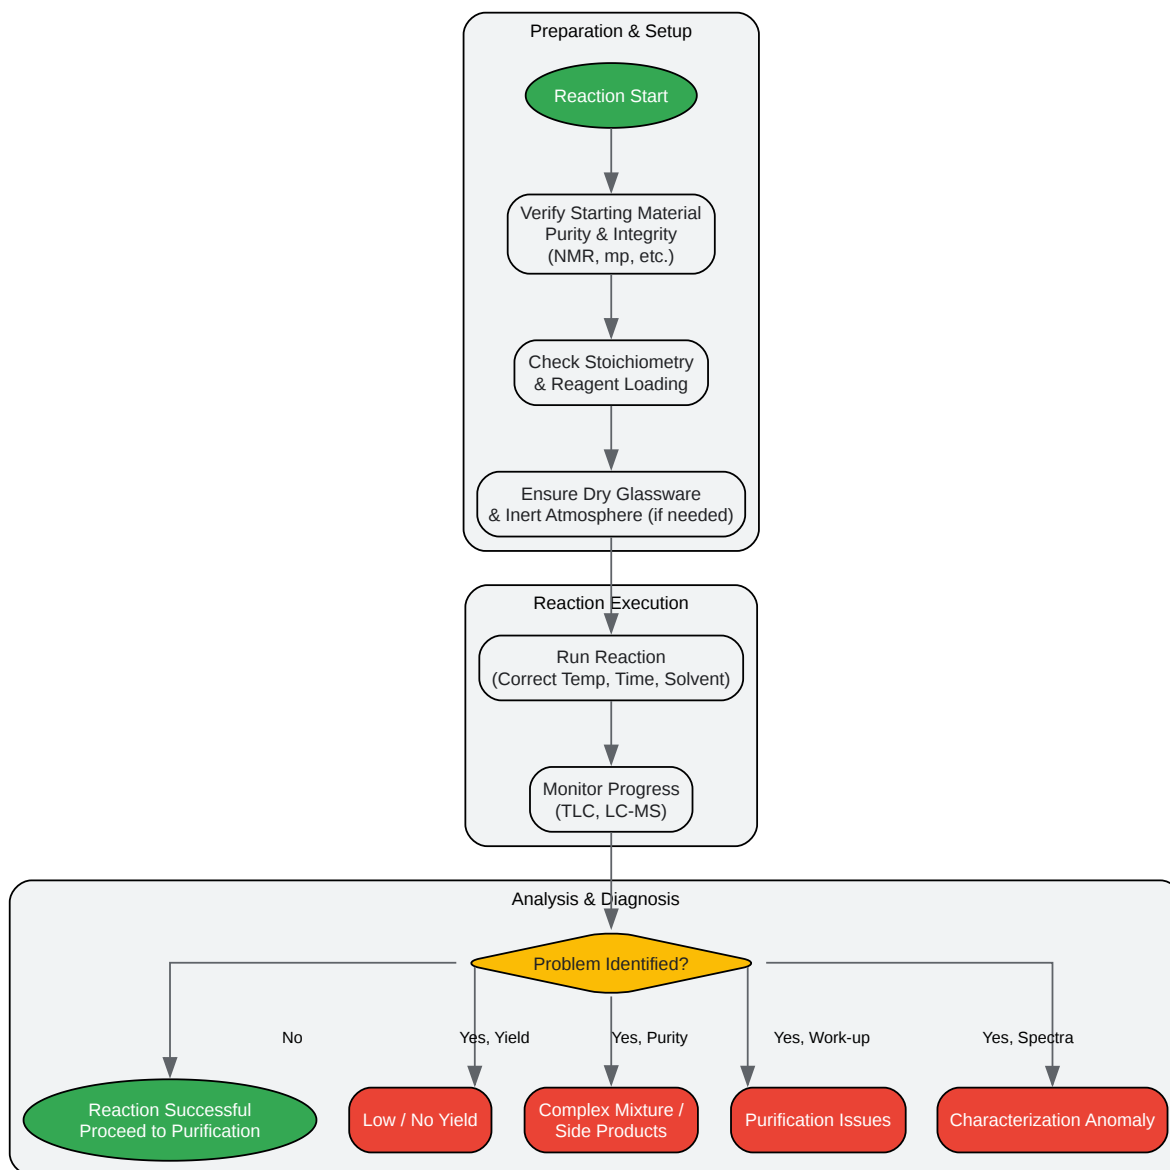 Preparation & Setup
Reaction Start
Verify Starting Material
Purity & Integrity
(NMR, mp, etc.)
Check Stoichiometry
& Reagent Loading
Ensure Dry Glassware
& Inert Atmosphere (if needed)
Reaction Execution
Run Reaction
(Correct Temp, Time, Solvent)
Monitor Progress
(TLC, LC-MS)
Analysis & Diagnosis
Problem Identified?
No
Yes, Yield
Yes, Purity
Yes, Work-up
Yes, Spectra
Reaction Successful
Proceed to Purification
Low / No Yield
Complex Mixture /
Side Products
Purification Issues
Characterization Anomaly